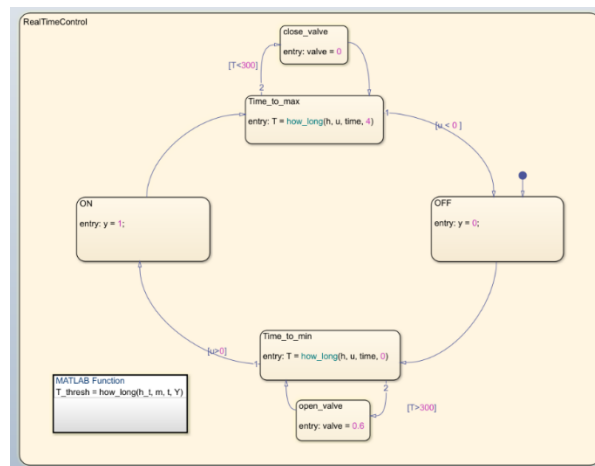 RealTimeControl
close_valve
entry: valve = 0
[T<300]
2
Time_to_max
entry: T = how_long(h, u, time, 4)
1
[u < 0 ]
ON
entry: y = 1;
OFF
entry: y = 0;
Time_to_min
entry: T = how_long(h, u, time, 0)
[u>0]
1
2
[T>300]
open_valve
entry: valve = 0.6
MATLAB Function
T_thresh = how_long(h_t, m, t, Y)